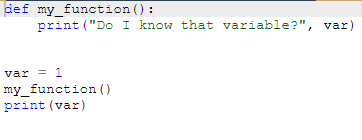 def my_function():
    print("Do I know that variable?", var)
var = 1
my_function()
print(var)